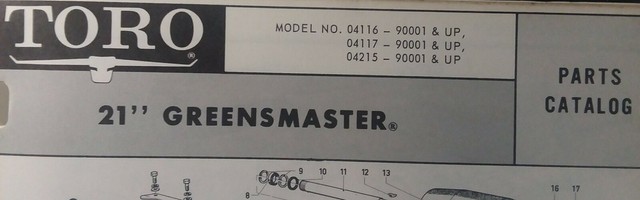 TORO®
MODEL NO. 04116 – 90001 & UP,
04117 – 90001 & UP,
04215 – 90001 & UP
PARTS
CATALOG
21" GREENSMASTER®
8 9 10 11 12 13 16 17